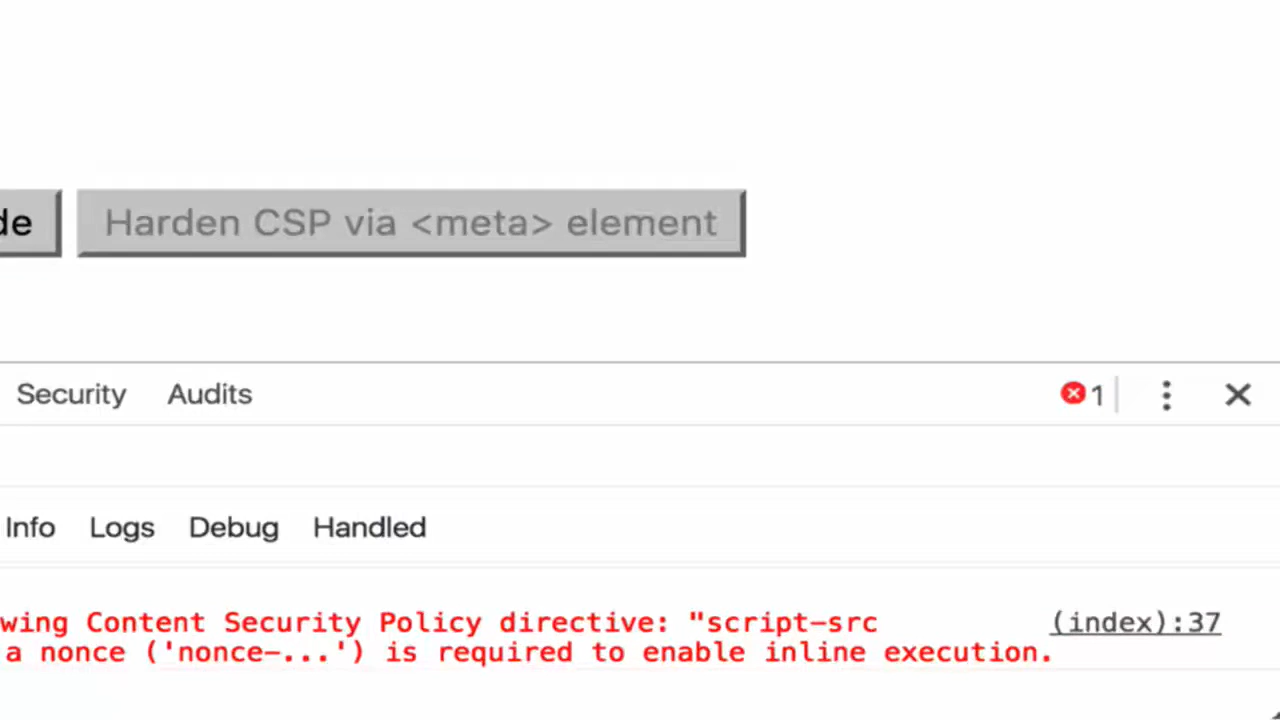 de Harden CSP via <meta> element
Security Audits 1
Info Logs Debug Handled
wing Content Security Policy directive: "script-src (index):37
a nonce ('nonce-...') is required to enable inline execution.